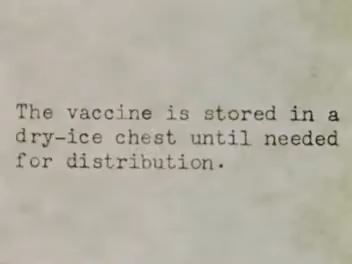 The vaccine is stored in a
dry-ice chest until needed
for distribution.